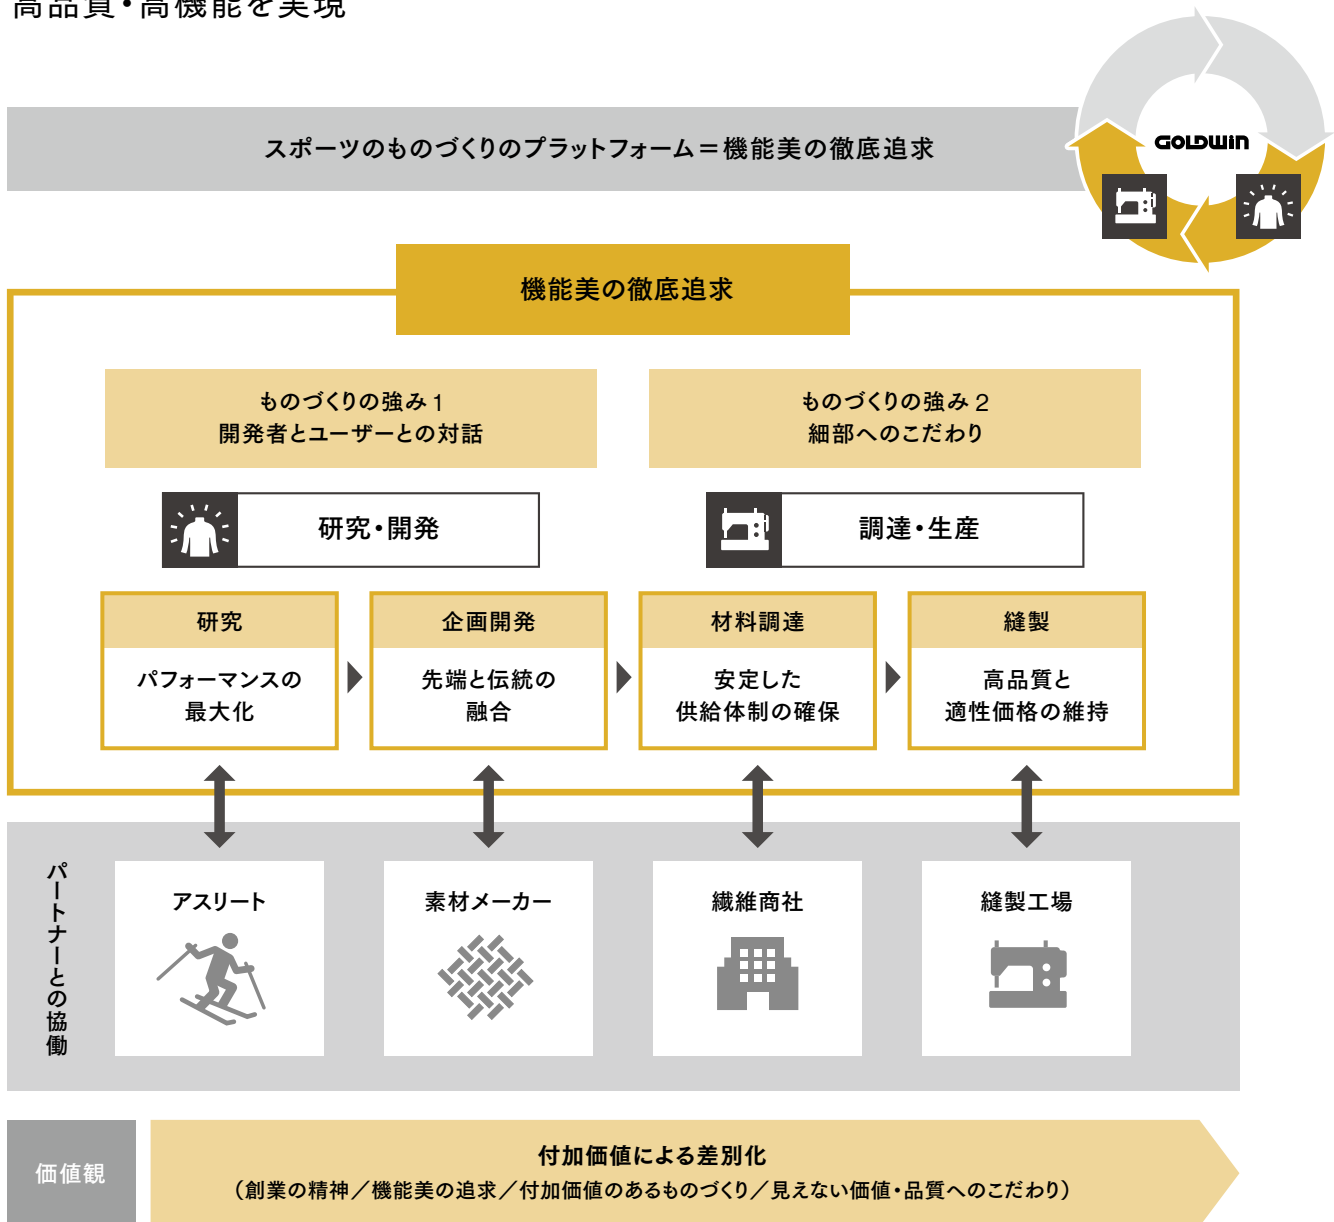 高品質・高機能を実現
スポーツのものづくりのプラットフォーム＝機能美の徹底追求
GOLDWIN
機能美の徹底追求
ものづくりの強み 1
開発者とユーザーとの対話
ものづくりの強み 2
細部へのこだわり
研究・開発
調達・生産
研究
パフォーマンスの
最大化
企画開発
先端と伝統の
融合
材料調達
安定した
供給体制の確保
縫製
高品質と
適性価格の維持
パートナーとの協働
アスリート
素材メーカー
繊維商社
縫製工場
価値観
付加価値による差別化
（創業の精神／機能美の追求／付加価値のあるものづくり／見えない価値・品質へのこだわり）